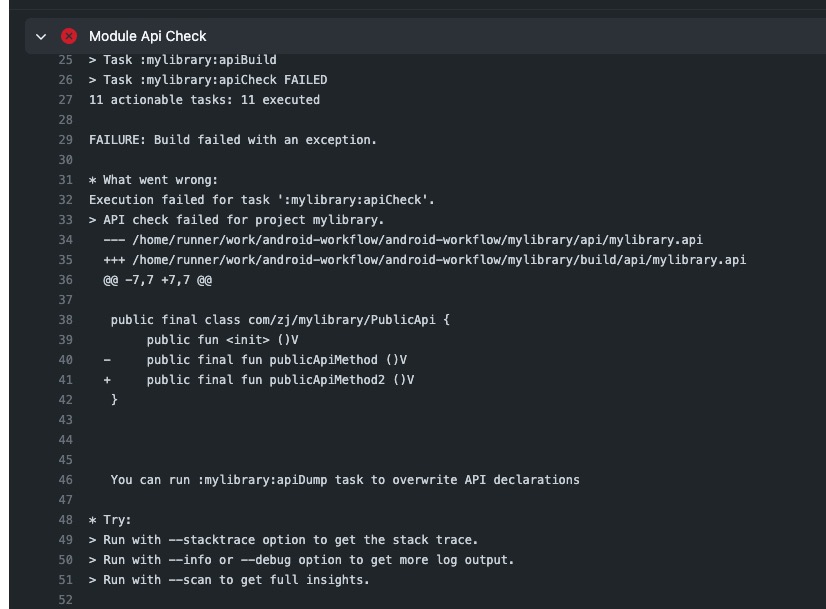 Module Api Check
25 > Task :mylibrary:apiBuild
26 > Task :mylibrary:apiCheck FAILED
27 11 actionable tasks: 11 executed
28
29 FAILURE: Build failed with an exception.
30
31 * What went wrong:
32 Execution failed for task ':mylibrary:apiCheck'.
33 > API check failed for project mylibrary.
34 --- /home/runner/work/android-workflow/android-workflow/mylibrary/api/mylibrary.api
35 +++ /home/runner/work/android-workflow/android-workflow/mylibrary/build/api/mylibrary.api
36 @@ -7,7 +7,7 @@
37
38 public final class com/zj/mylibrary/PublicApi {
39 public fun <init> ()V
40 - public final fun publicApiMethod ()V
41 + public final fun publicApiMethod2 ()V
42 }
43
44
45
46 You can run :mylibrary:apiDump task to overwrite API declarations
47
48 * Try:
49 > Run with --stacktrace option to get the stack trace.
50 > Run with --info or --debug option to get more log output.
51 > Run with --scan to get full insights.
52